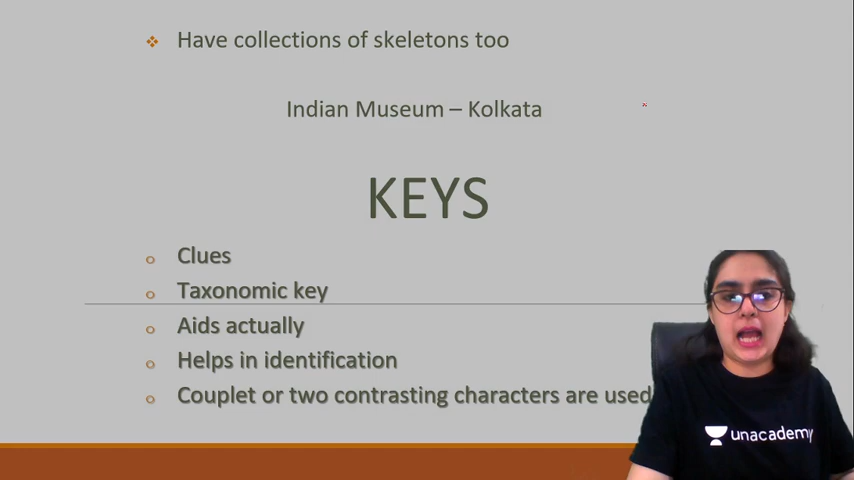 Have collections of skeletons too
Indian Museum – Kolkata
KEYS
Clues
Taxonomic key
Aids actually
Helps in identification
Couplet or two contrasting characters are used
unacademy